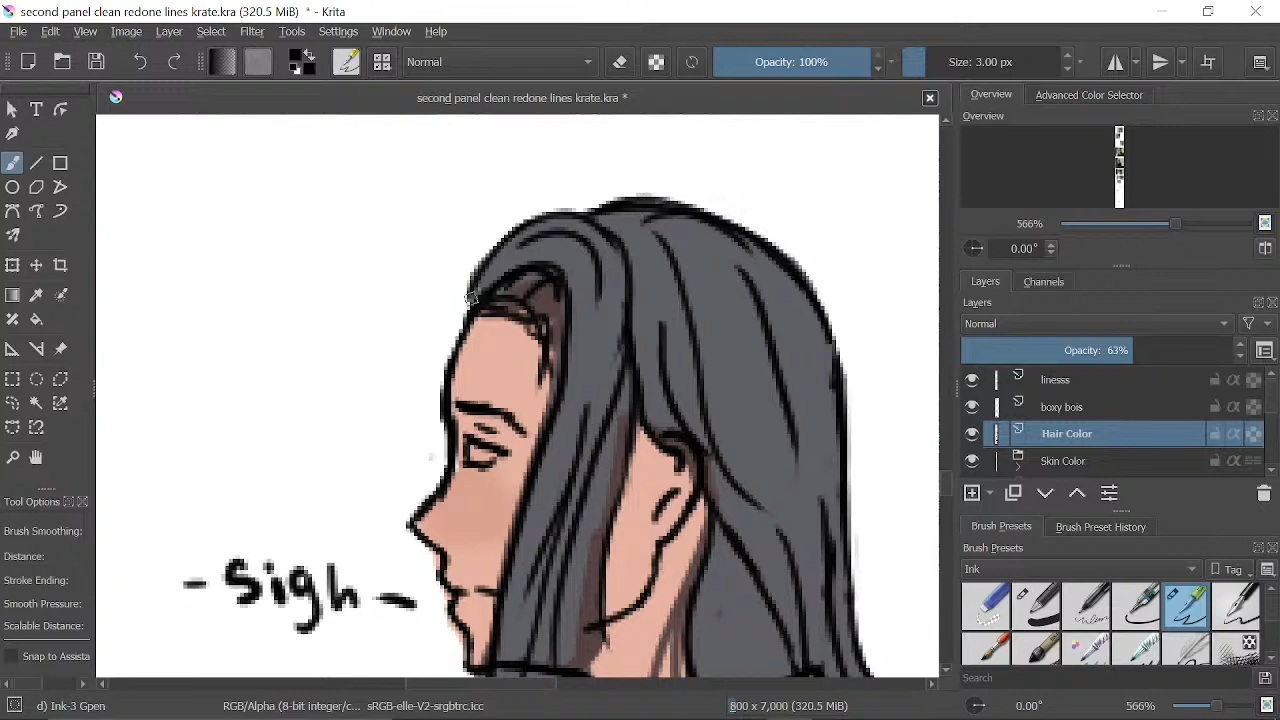 second panel clean redone lines krate.kra (320.5 MiB) * - Krita
File Edit View Image Layer Filter Tools Select Settings Window Help
Normal
Opacity: 100%
Size: 3.00 px
second panel clean redone lines krate.kra *
Overview
Advanced Color Selector
Overview
566%
0.00°
Layers Channels
Layers
Normal
Opacity: 63%
liness
boxy bois
Hair Color
Skin Color
Brush Presets Brush Preset History
Brush Presets
Ink
Tag
Search
Tool Options
Brush Smoothing:
Distance:
Stroke Ending:
Smooth Pressure:
Scalable Distance:
Snap to Assista
- Sigh -
d) Ink-3 Gpen
RGB/Alpha (8-bit integer/c... sRGB-elle-V2-srgbtrc.icc
800 x 7,000 (320.5 MiB)
0.00°
566%